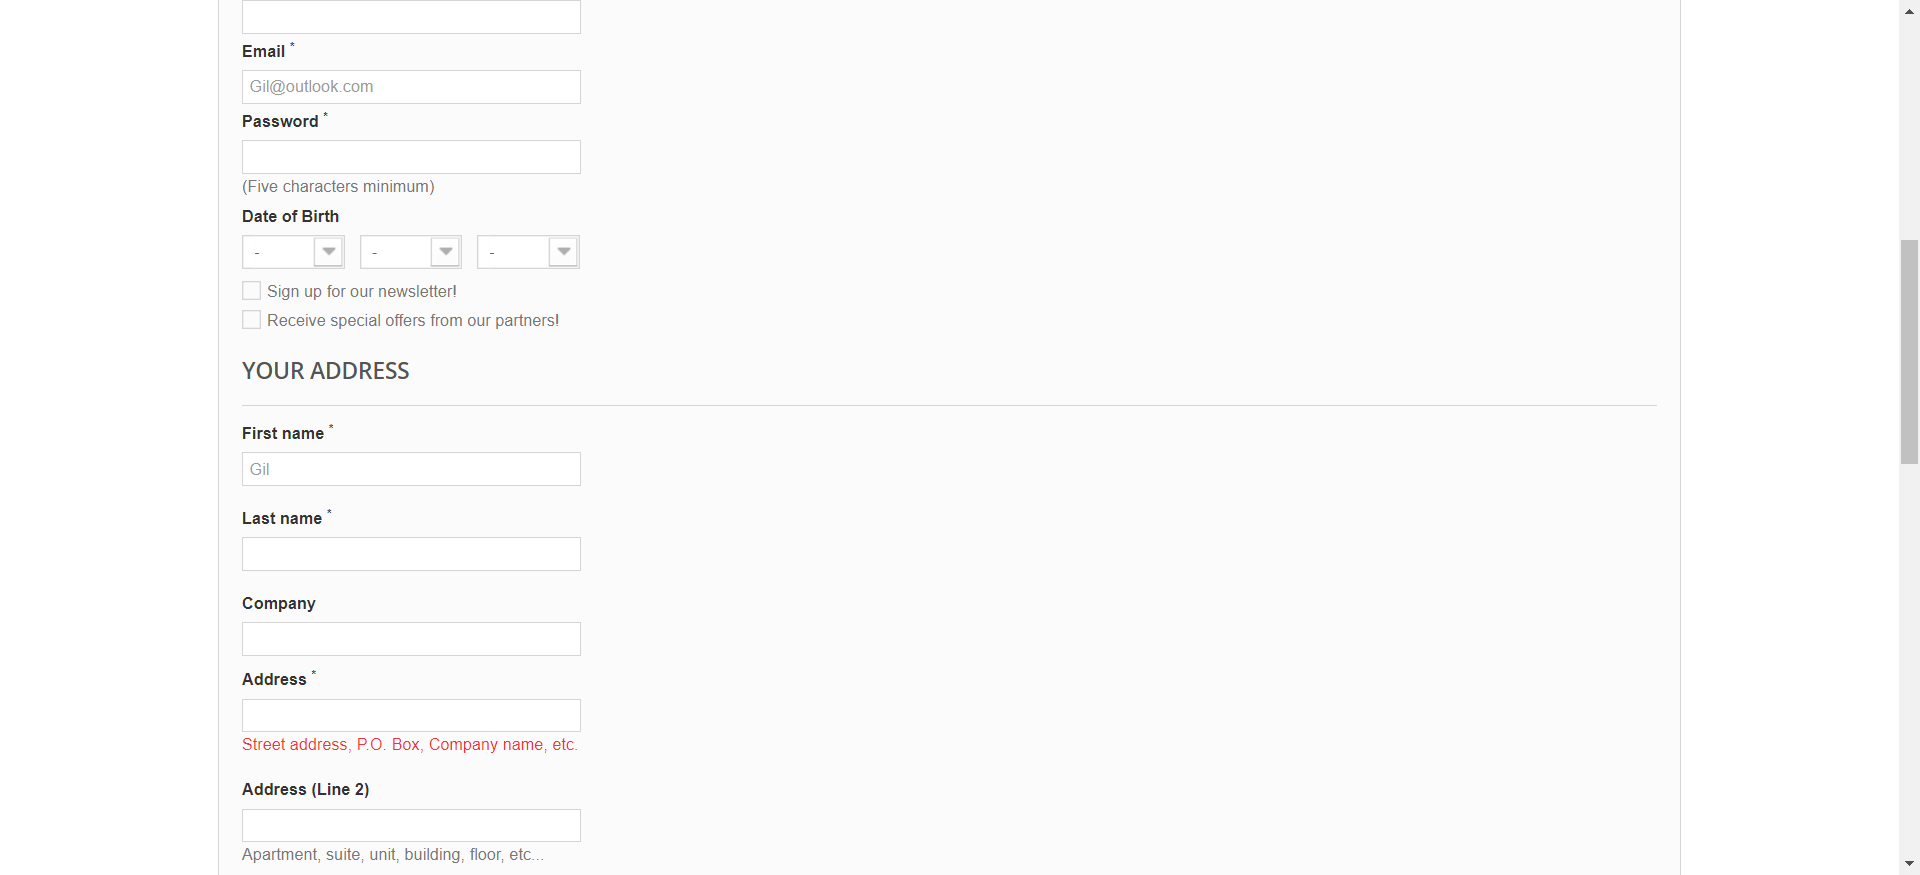 Email *
Gil@outlook.com
Password *
(Five characters minimum)
Date of Birth
- - -
Sign up for our newsletter!
Receive special offers from our partners!
YOUR ADDRESS
First name *
Gil
Last name *
Company
Address *
Street address, P.O. Box, Company name, etc.
Address (Line 2)
Apartment, suite, unit, building, floor, etc...